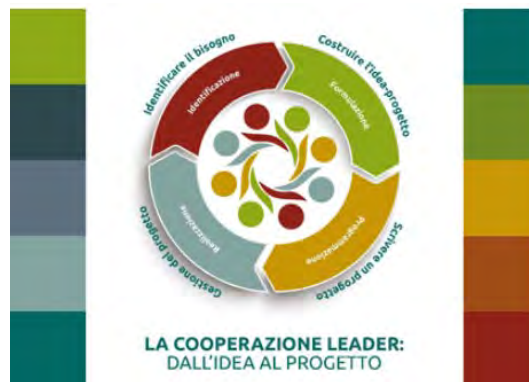 Identificare il bisogno
Identificazione
Costruire l'idea-progetto
Formulazione
Scrivere un progetto
Programmazione
Gestione del progetto
Realizzazione
LA COOPERAZIONE LEADER:
DALL'IDEA AL PROGETTO